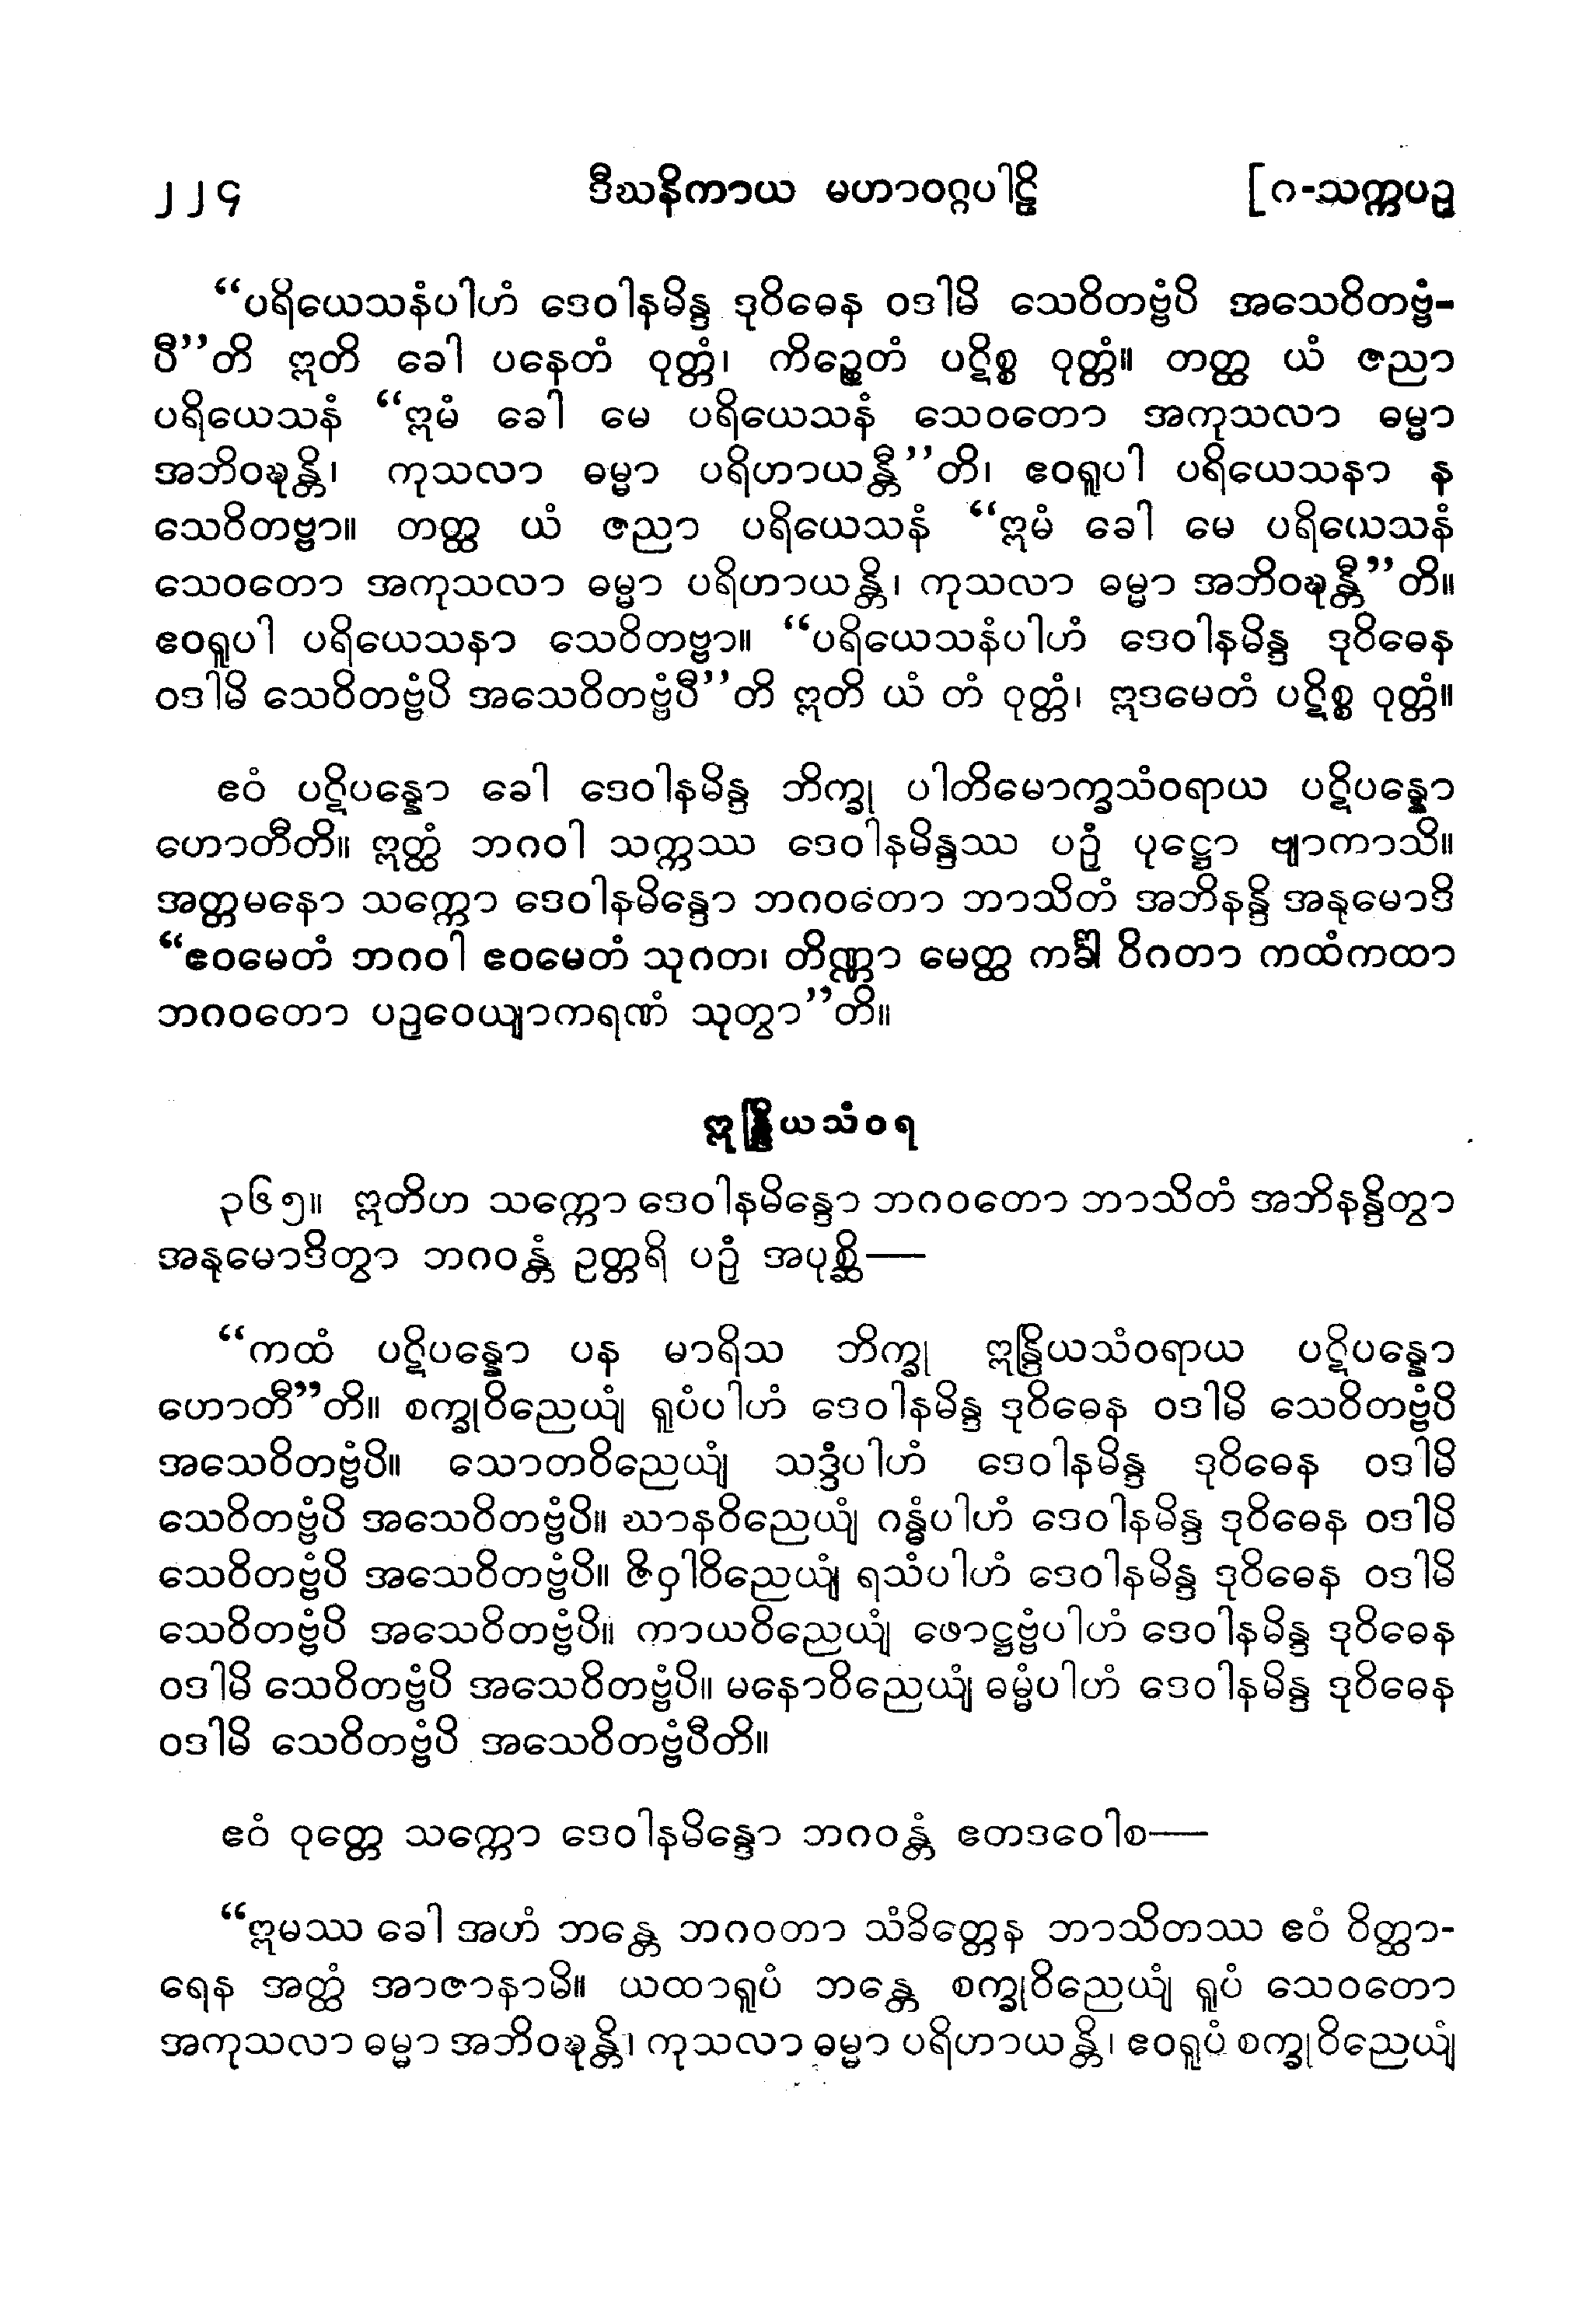 ၂၂၄ ဒီဃနိကာယ မဟာဝဂ္ဂပါဠိ [ဂ-သက္ကပဉှ
“ပရိယေသနံပါဟံ ဒေဝါနမိန္ဒ ဒုဝိဓေန ဝဒါမိ သေဝိတဗ္ဗံပိ အသေဝိတဗ္ဗံ-
ပီ”တိ ဣတိ ခေါ ပနေတံ ဝုတ္တံ၊ ကိဉ္စေတံ ပဋိစ္စ ဝုတ္တံ။ တတ္ထ ယံ ဇညာ
ပရိယေသနံ “ဣမံ ခေါ မေ ပရိယေသနံ သေဝတော အကုသလာ ဓမ္မာ
အဘိဝဍ္ဎန္တိ၊ ကုသလာ ဓမ္မာ ပရိဟာယန္တီ”တိ၊ ဧဝရူပါ ပရိယေသနာ န
သေဝိတဗ္ဗာ။ တတ္ထ ယံ ဇညာ ပရိယေသနံ “ဣမံ ခေါ မေ ပရိယေသနံ
သေဝတော အကုသလာ ဓမ္မာ ပရိဟာယန္တိ၊ ကုသလာ ဓမ္မာ အဘိဝဍ္ဎန္တီ”တိ။
ဧဝရူပါ ပရိယေသနာ သေဝိတဗ္ဗာ။ “ပရိယေသနံပါဟံ ဒေဝါနမိန္ဒ ဒုဝိဓေန
ဝဒါမိ သေဝိတဗ္ဗံပိ အသေဝိတဗ္ဗံပီ”တိ ဣတိ ယံ တံ ဝုတ္တံ၊ ဣဒမေတံ ပဋိစ္စ ဝုတ္တံ။
ဧဝံ ပဋိပန္နော ခေါ ဒေဝါနမိန္ဒ ဘိက္ခု ပါတိမောက္ခသံဝရာယ ပဋိပန္နော
ဟောတီတိ။ ဣတ္ထံ ဘဂဝါ သက္ကဿ ဒေဝါနမိန္ဒဿ ပဉှံ ပုဋ္ဌော ဗျာကာသိ။
အတ္တမနော သက္ကော ဒေဝါနမိန္ဒော ဘဂဝတော ဘာသိတံ အဘိနန္ဒိ အနုမောဒိ
“ဧဝမေတံ ဘဂဝါ ဧဝမေတံ သုဂတ၊ တိဏ္ဏာ မေတ္ထ ကင်္ခါ ဝိဂတာ ကထံကထာ
ဘဂဝတော ပဉှဝေယျာကရဏံ သုတွာ”တိ။
ဣန္ဒြိယသံဝရ
၃၆၅။ ဣတိဟ သက္ကော ဒေဝါနမိန္ဒော ဘဂဝတော ဘာသိတံ အဘိနန္ဒိတွာ
အနုမောဒိတွာ ဘဂဝန္တံ ဥတ္တရိ ပဉှံ အပုစ္ဆိ—
“ကထံ ပဋိပန္နော ပန မာရိသ ဘိက္ခု ဣန္ဒြိယသံဝရာယ ပဋိပန္နော
ဟောတီ”တိ။ စက္ခုဝိညေယျံ ရူပံပါဟံ ဒေဝါနမိန္ဒ ဒုဝိဓေန ဝဒါမိ သေဝိတဗ္ဗံပိ
အသေဝိတဗ္ဗံပိ။ သောတဝိညေယျံ သဒ္ဒံပါဟံ ဒေဝါနမိန္ဒ ဒုဝိဓေန ဝဒါမိ
သေဝိတဗ္ဗံပိ အသေဝိတဗ္ဗံပိ။ ဃာနဝိညေယျံ ဂန္ဓံပါဟံ ဒေဝါနမိန္ဒ ဒုဝိဓေန ဝဒါမိ
သေဝိတဗ္ဗံပိ အသေဝိတဗ္ဗံပိ။ ဇိဝှါဝိညေယျံ ရသံပါဟံ ဒေဝါနမိန္ဒ ဒုဝိဓေန ဝဒါမိ
သေဝိတဗ္ဗံပိ အသေဝိတဗ္ဗံပိ။ ကာယဝိညေယျံ ဖောဋ္ဌဗ္ဗံပါဟံ ဒေဝါနမိန္ဒ ဒုဝိဓေန
ဝဒါမိ သေဝိတဗ္ဗံပိ အသေဝိတဗ္ဗံပိ။ မနောဝိညေယျံ ဓမ္မံပါဟံ ဒေဝါနမိန္ဒ ဒုဝိဓေန
ဝဒါမိ သေဝိတဗ္ဗံပိ အသေဝိတဗ္ဗံပီတိ။
ဧဝံ ဝုတ္တေ သက္ကော ဒေဝါနမိန္ဒော ဘဂဝန္တံ ဧတဒဝေါစ—
“ဣမဿ ခေါ အဟံ ဘန္တေ ဘဂဝတာ သံခိတ္တေန ဘာသိတဿ ဧဝံ ဝိတ္ထာ-
ရေန အတ္ထံ အာဇာနာမိ။ ယထာရူပံ ဘန္တေ စက္ခုဝိညေယျံ ရူပံ သေဝတော
အကုသလာ ဓမ္မာ အဘိဝဍ္ဎန္တိ၊ ကုသလာ ဓမ္မာ ပရိဟာယန္တိ၊ ဧဝရူပံ စက္ခုဝိညေယျံ